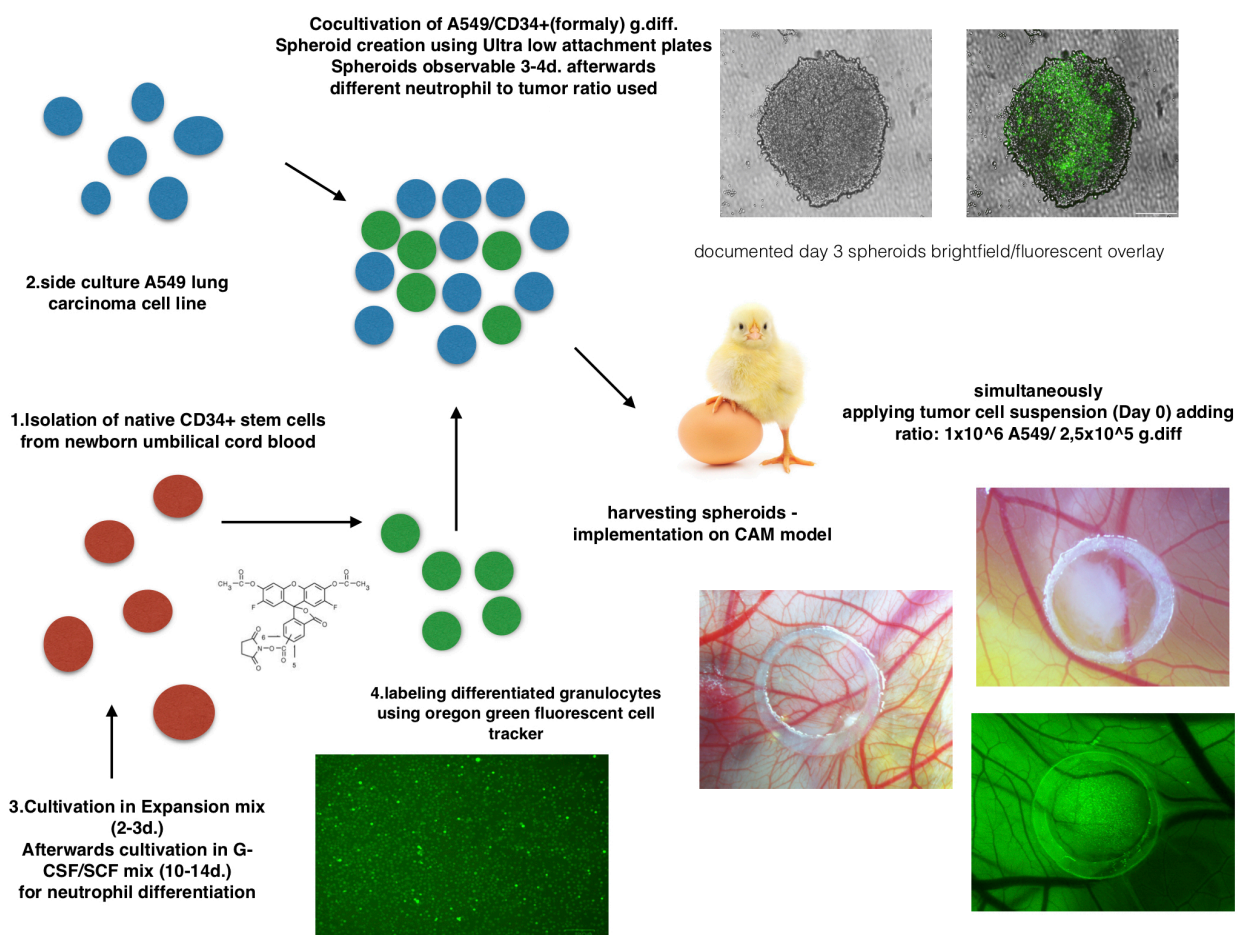 Cocultivation of A549/CD34+(formaly) g.diff.
Spheroid creation using Ultra low attachment plates
Spheroids observable 3-4d. afterwards
different neutrophil to tumor ratio used
documented day 3 spheroids brightfield/fluorescent overlay
2.side culture A549 lung
carcinoma cell line
1.Isolation of native CD34+ stem cells
from newborn umbilical cord blood
simultaneously
applying tumor cell suspension (Day 0) adding
ratio: 1x10^6 A549/ 2,5x10^5 g.diff
harvesting spheroids -
implementation on CAM model
O O
CH3 C O O O O C CH3
F F
O
O
6
O
N O C
O O 5
4.labeling differentiated granulocytes
using oregon green fluorescent cell
tracker
3.Cultivation in Expansion mix
(2-3d.)
Afterwards cultivation in G-
CSF/SCF mix (10-14d.)
for neutrophil differentiation